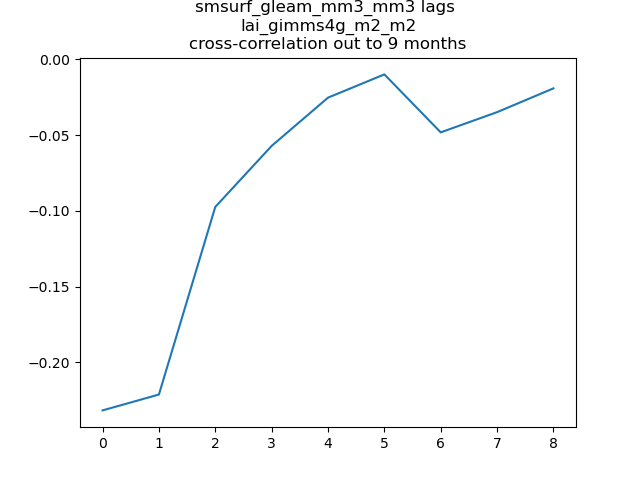 smsurf_gleam_mm3_mm3 lags
lai_gimms4g_m2_m2
cross-correlation out to 9 months
0.00
−0.05
−0.10
−0.15
−0.20
0 1 2 3 4 5 6 7 8